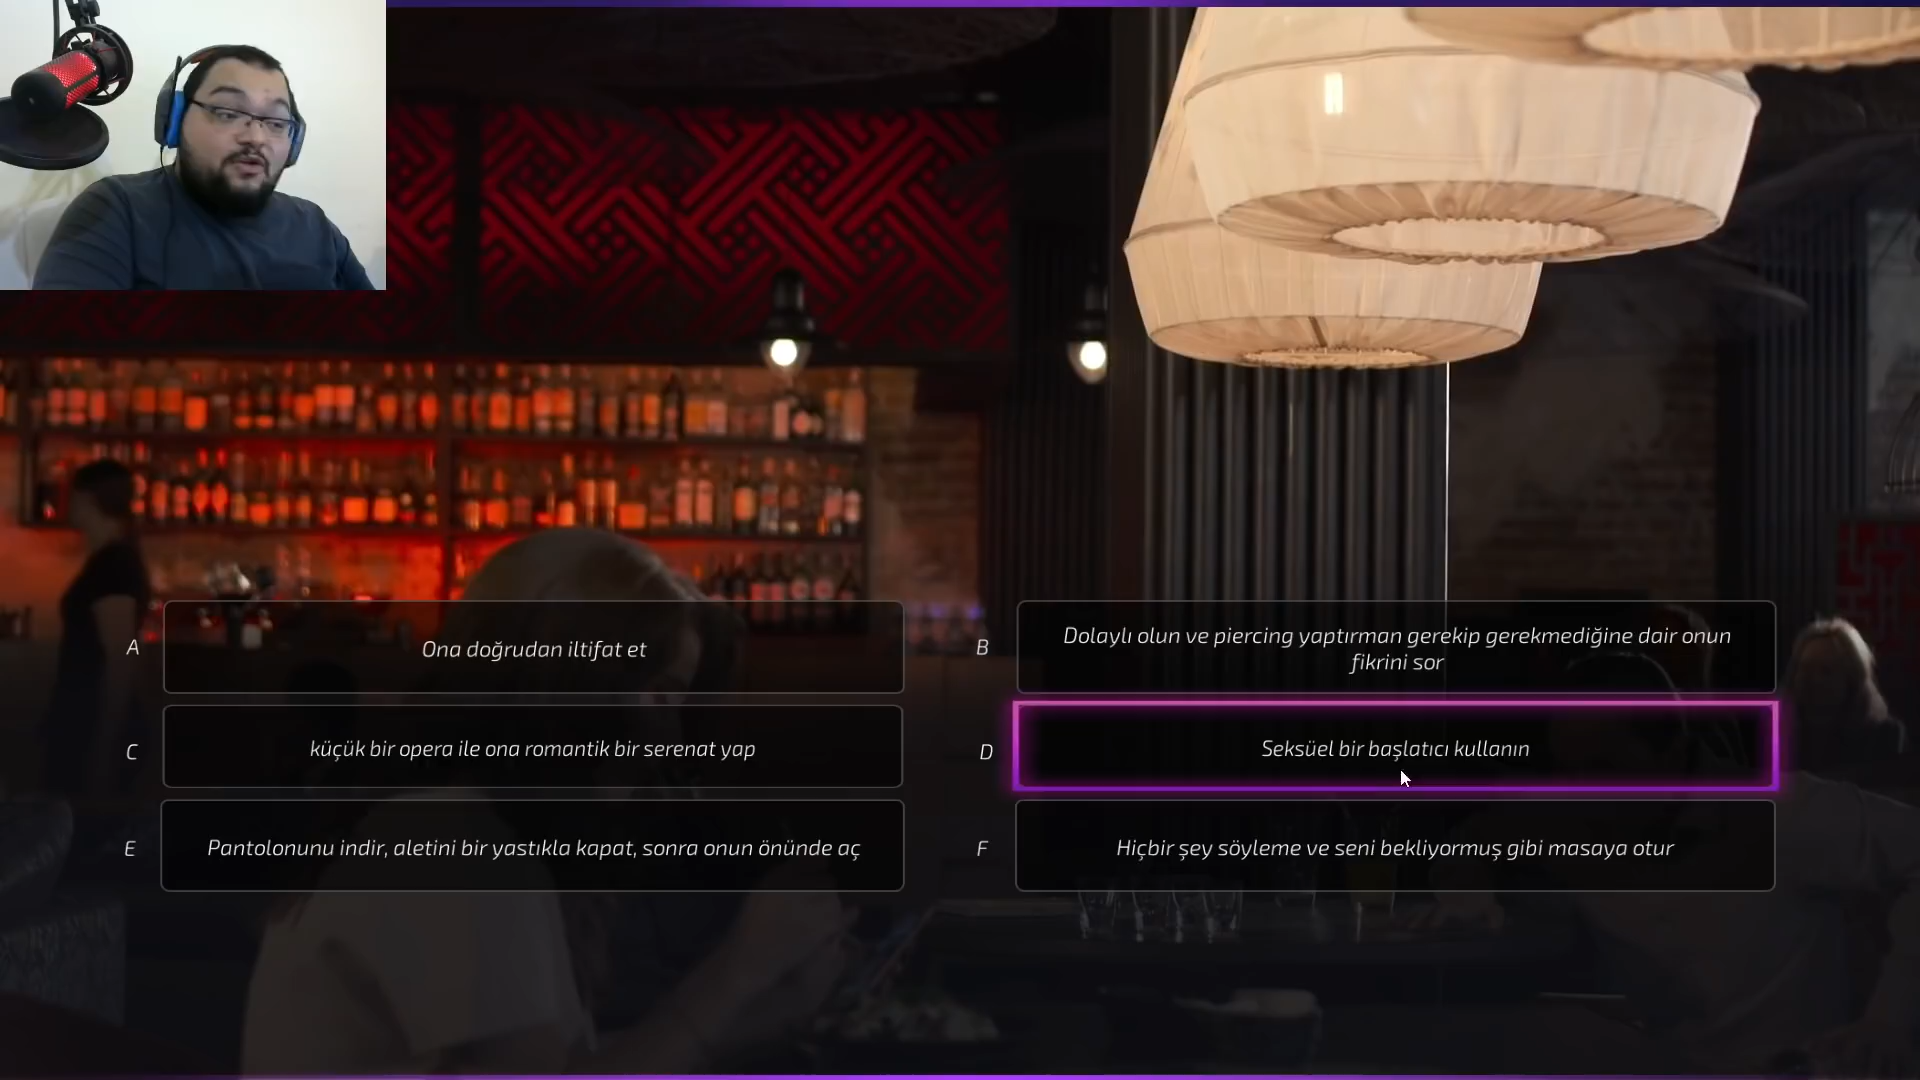 A
Ona doğrudan iltifat et
B
Dolaylı olun ve piercing yaptırman gerekip gerekmediğine dair onun
fikrini sor
C
küçük bir opera ile ona romantik bir serenat yap
D
Seksüel bir başlatıcı kullanın
E
Pantolonunu indir, aletini bir yastıkla kapat, sonra onun önünde aç
F
Hiçbir şey söyleme ve seni bekliyormuş gibi masaya otur